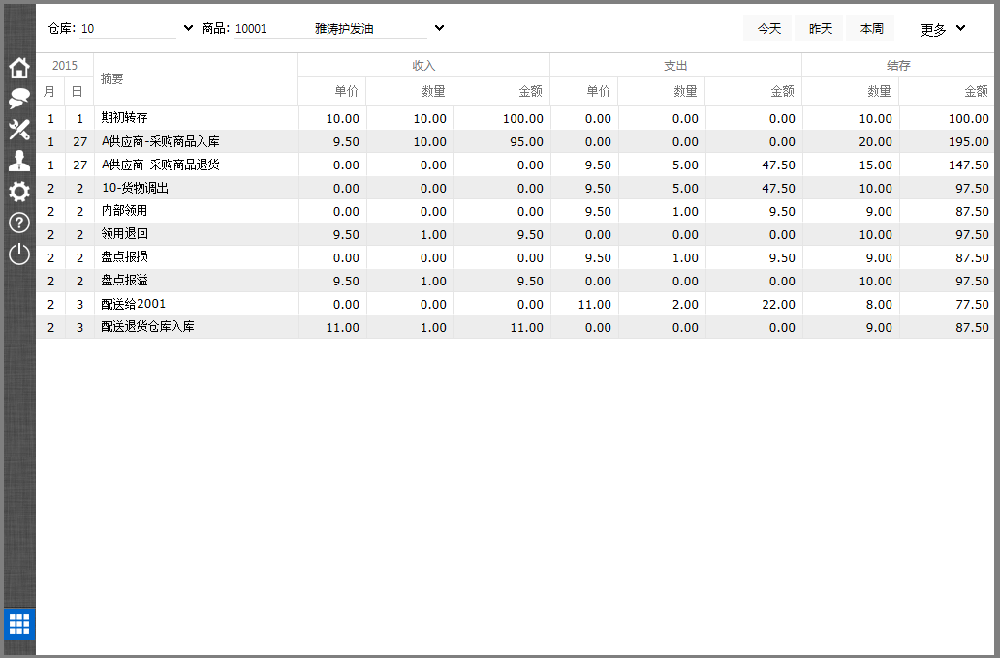 仓库: 10 商品: 10001 雅涛护发油 今天 昨天 本周 更多
2015 摘要 收入 支出 结存
月 日 单价 数量 金额 单价 数量 金额 数量 金额
1 1 期初转存 10.00 10.00 100.00 0.00 0.00 0.00 10.00 100.00
1 27 A供应商-采购商品入库 9.50 10.00 95.00 0.00 0.00 0.00 20.00 195.00
1 27 A供应商-采购商品退货 0.00 0.00 0.00 9.50 5.00 47.50 15.00 147.50
2 2 10-货物调出 0.00 0.00 0.00 9.50 5.00 47.50 10.00 97.50
2 2 内部领用 0.00 0.00 0.00 9.50 1.00 9.50 9.00 87.50
2 2 领用退回 9.50 1.00 9.50 0.00 0.00 0.00 10.00 97.50
2 2 盘点报损 0.00 0.00 0.00 9.50 1.00 9.50 9.00 87.50
2 2 盘点报溢 9.50 1.00 9.50 0.00 0.00 0.00 10.00 97.50
2 3 配送给2001 0.00 0.00 0.00 11.00 2.00 22.00 8.00 77.50
2 3 配送退货仓库入库 11.00 1.00 11.00 0.00 0.00 0.00 9.00 87.50